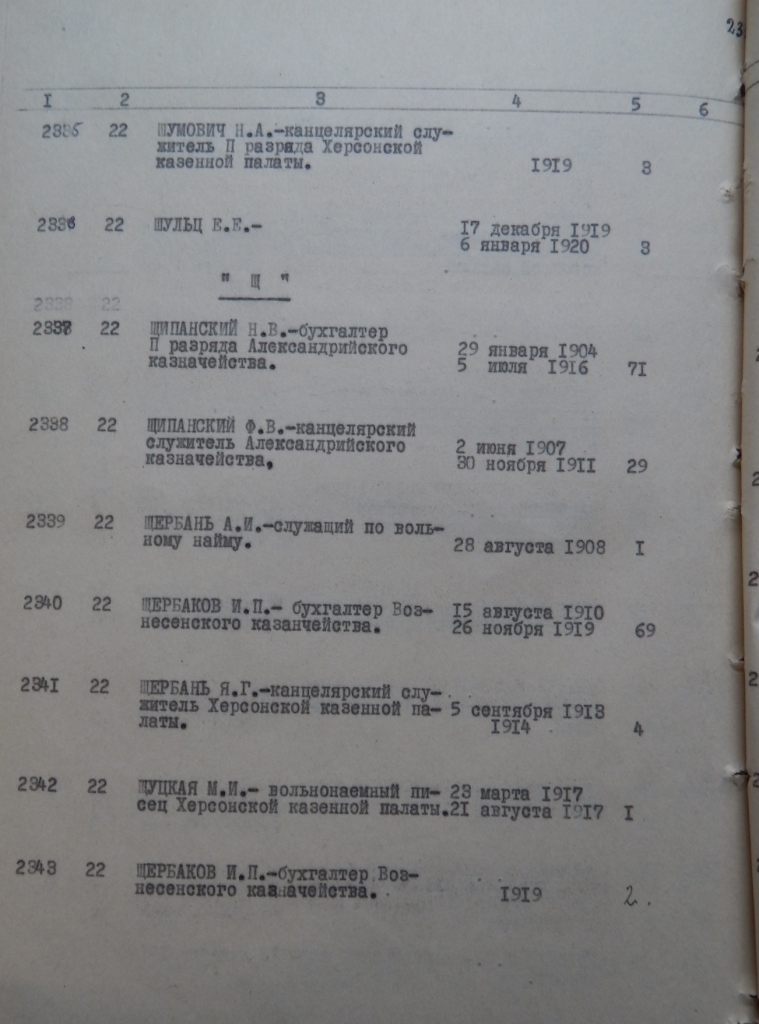 23
I 2 3 4 5 6
2335 22 ШУМОВИЧ Н.А.-канцелярский слу-
житель II разряда Херсонской
казенной палаты. 1919 3
2336 22 ШУЛЬЦ Е.Е.- 17 декабря 1919
6 января 1920 3
" Щ "
2338 22
2337 22 ЩИПАНСКИЙ Н.В.-бухгалтер
II разряда Александрийского 29 января 1904
казначейства. 5 июля 1916 71
2338 22 ЩИПАНСКИЙ Ф.В.-канцелярский
служитель Александрийского 2 июня 1907
казначейства, 30 ноября 1911 29
2339 22 ЩЕРБАНЬ А.И.-служащий по воль-
ному найму. 28 августа 1908 I
2340 22 ЩЕРБАКОВ И.П.- бухгалтер Воз- 15 августа 1910
несенского казанчейства. 26 ноября 1919 69
2341 22 ЩЕРБАНЬ Я.Г.-канцелярский слу-
житель Херсонской казенной па- 5 сентября 1913
латы. 1914 4
2342 22 ЩУЦКАЯ М.И.- вольнонаемный пи- 23 марта 1917
сец Херсонской казенной палаты. 21 августа 1917 I
2343 22 ЩЕРБАКОВ И.П.-бухгалтер Воз-
несенского казначейства. 1919 2.